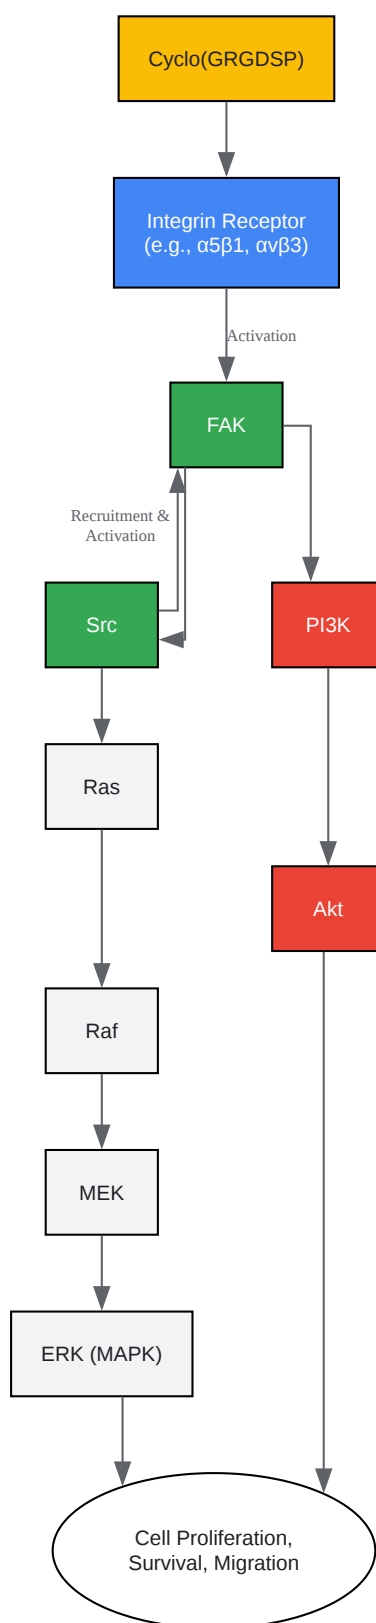 Cyclo(GRGDSP)
Integrin Receptor
(e.g., α5β1, αvβ3)
Activation
FAK
Recruitment &
Activation
Src
PI3K
Ras
Akt
Raf
MEK
ERK (MAPK)
Cell Proliferation,
Survival, Migration